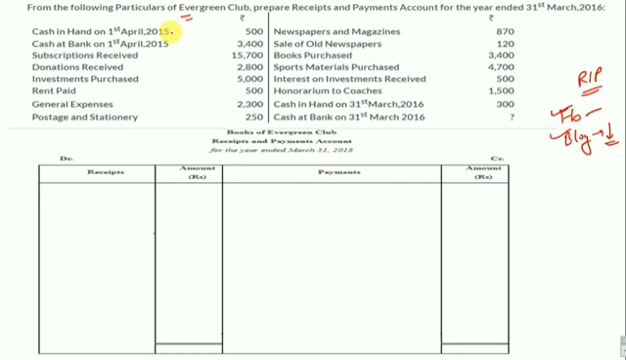 From the following Particulars of Evergreen Club, prepare Receipts and Payments Account for the year ended 31st March,2016:
₹ ₹
Cash in Hand on 1st April,2015 500 Newspapers and Magazines 870
Cash at Bank on 1st April,2015 3,400 Sale of Old Newspapers 120
Subscriptions Received 15,700 Books Purchased 3,400
Donations Received 2,800 Sports Materials Purchased 4,700
Investments Purchased 5,000 Interest on Investments Received 500
Rent Paid 500 Honorarium to Coaches 1,500
General Expenses 2,300 Cash in Hand on 31st March,2016 300
Postage and Stationery 250 Cash at Bank on 31st March 2016 ?
RIP
Fb
Blog
Books of Evergreen Club
Receipts and Payments Account
for the year ended March 31, 2018
Dr. Cr.
Receipts Amount Payments Amount
(Rs) (Rs)